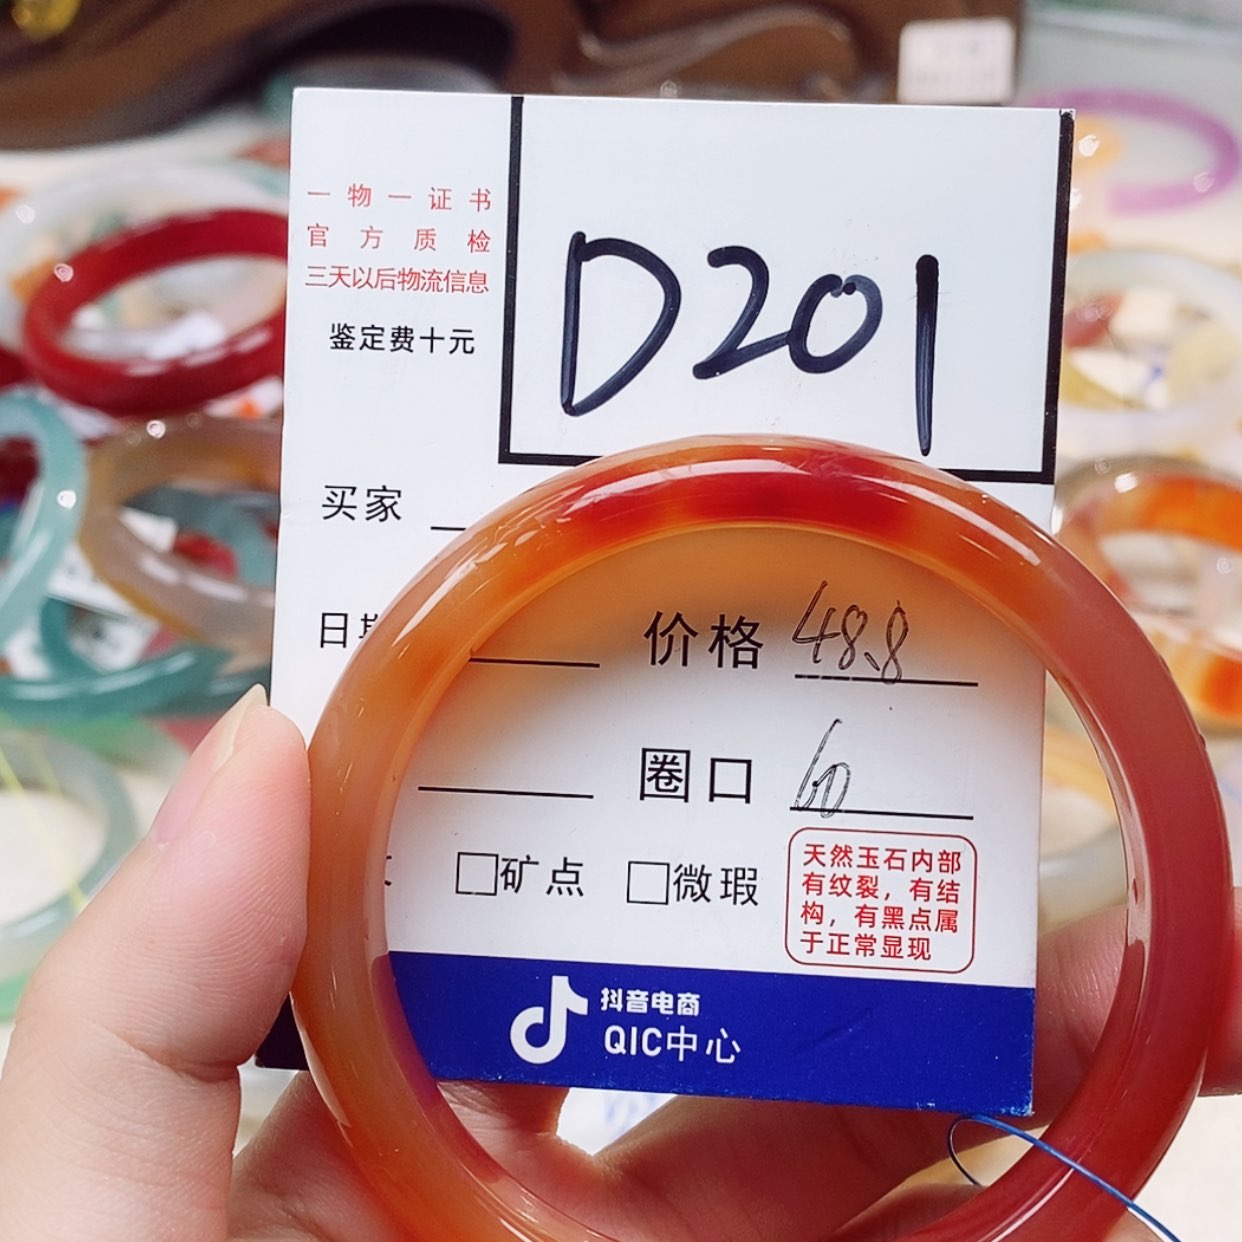 一物一证书
官方质检
三天以后物流信息
鉴定费十元
D201
买家
日期
价格 48.8
圈口 60
矿点 微瑕
天然玉石内部
有纹裂，有结
构，有黑点属
于正常显现
抖音电商
QIC中心